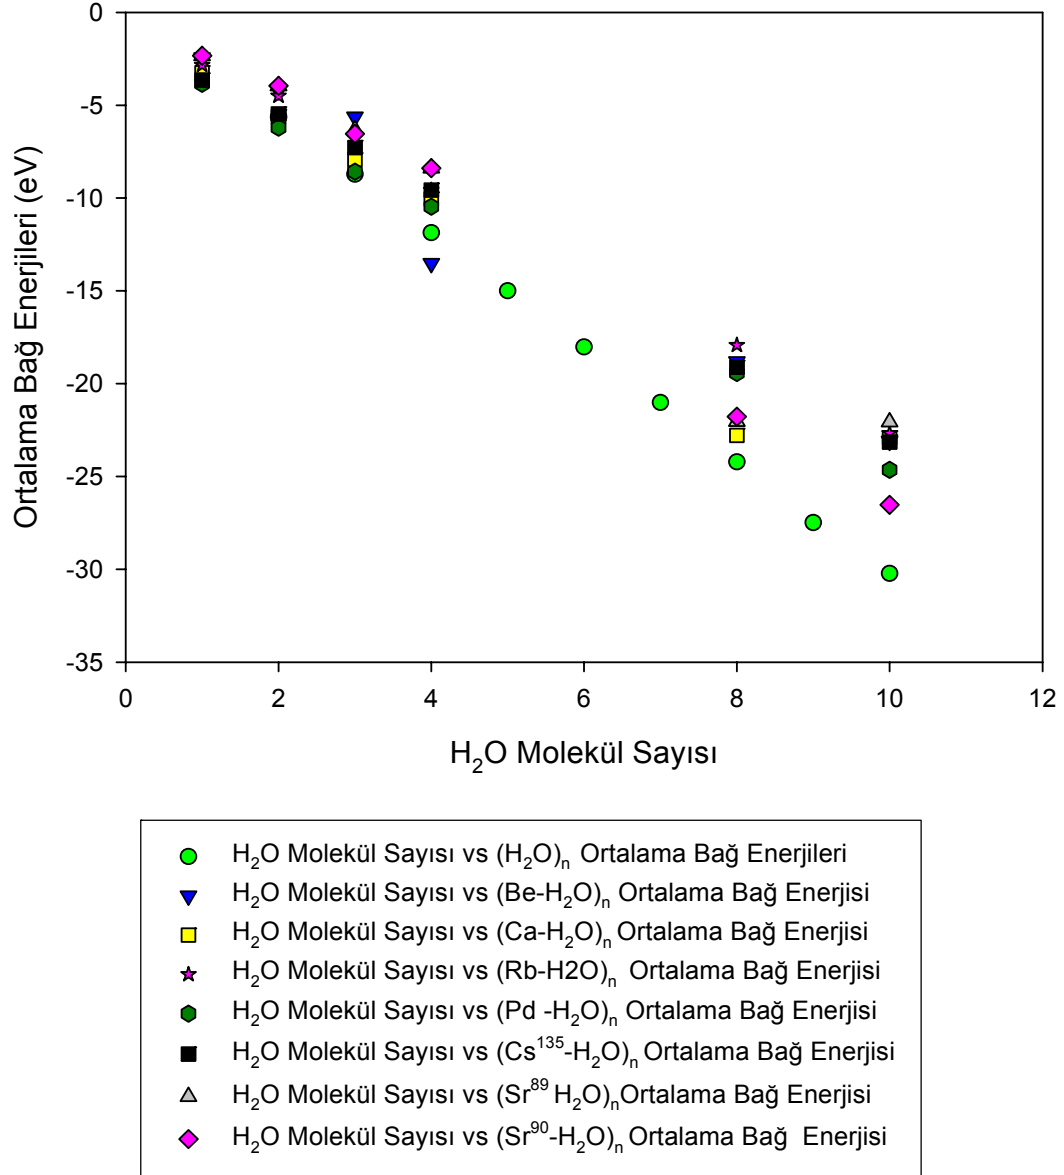 0
-5
-10
-15
-20
-25
-30
-35
Ortalama Bağ Enerjileri (eV)
0 2 4 6 8 10 12
H₂O Molekül Sayısı
H₂O Molekül Sayısı vs (H₂O)ₙ Ortalama Bağ Enerjileri
H₂O Molekül Sayısı vs (Be-H₂O)ₙ Ortalama Bağ Enerjisi
H₂O Molekül Sayısı vs (Ca-H₂O)ₙ Ortalama Bağ Enerjisi
H₂O Molekül Sayısı vs (Rb-H2O)ₙ Ortalama Bağ Enerjisi
H₂O Molekül Sayısı vs (Pd -H₂O)ₙ Ortalama Bağ Enerjisi
H₂O Molekül Sayısı vs (Cs¹³⁵-H₂O)ₙ Ortalama Bağ Enerjisi
H₂O Molekül Sayısı vs (Sr⁸⁹ H₂O)ₙOrtalama Bağ Enerjisi
H₂O Molekül Sayısı vs (Sr⁹⁰-H₂O)ₙ Ortalama Bağ Enerjisi